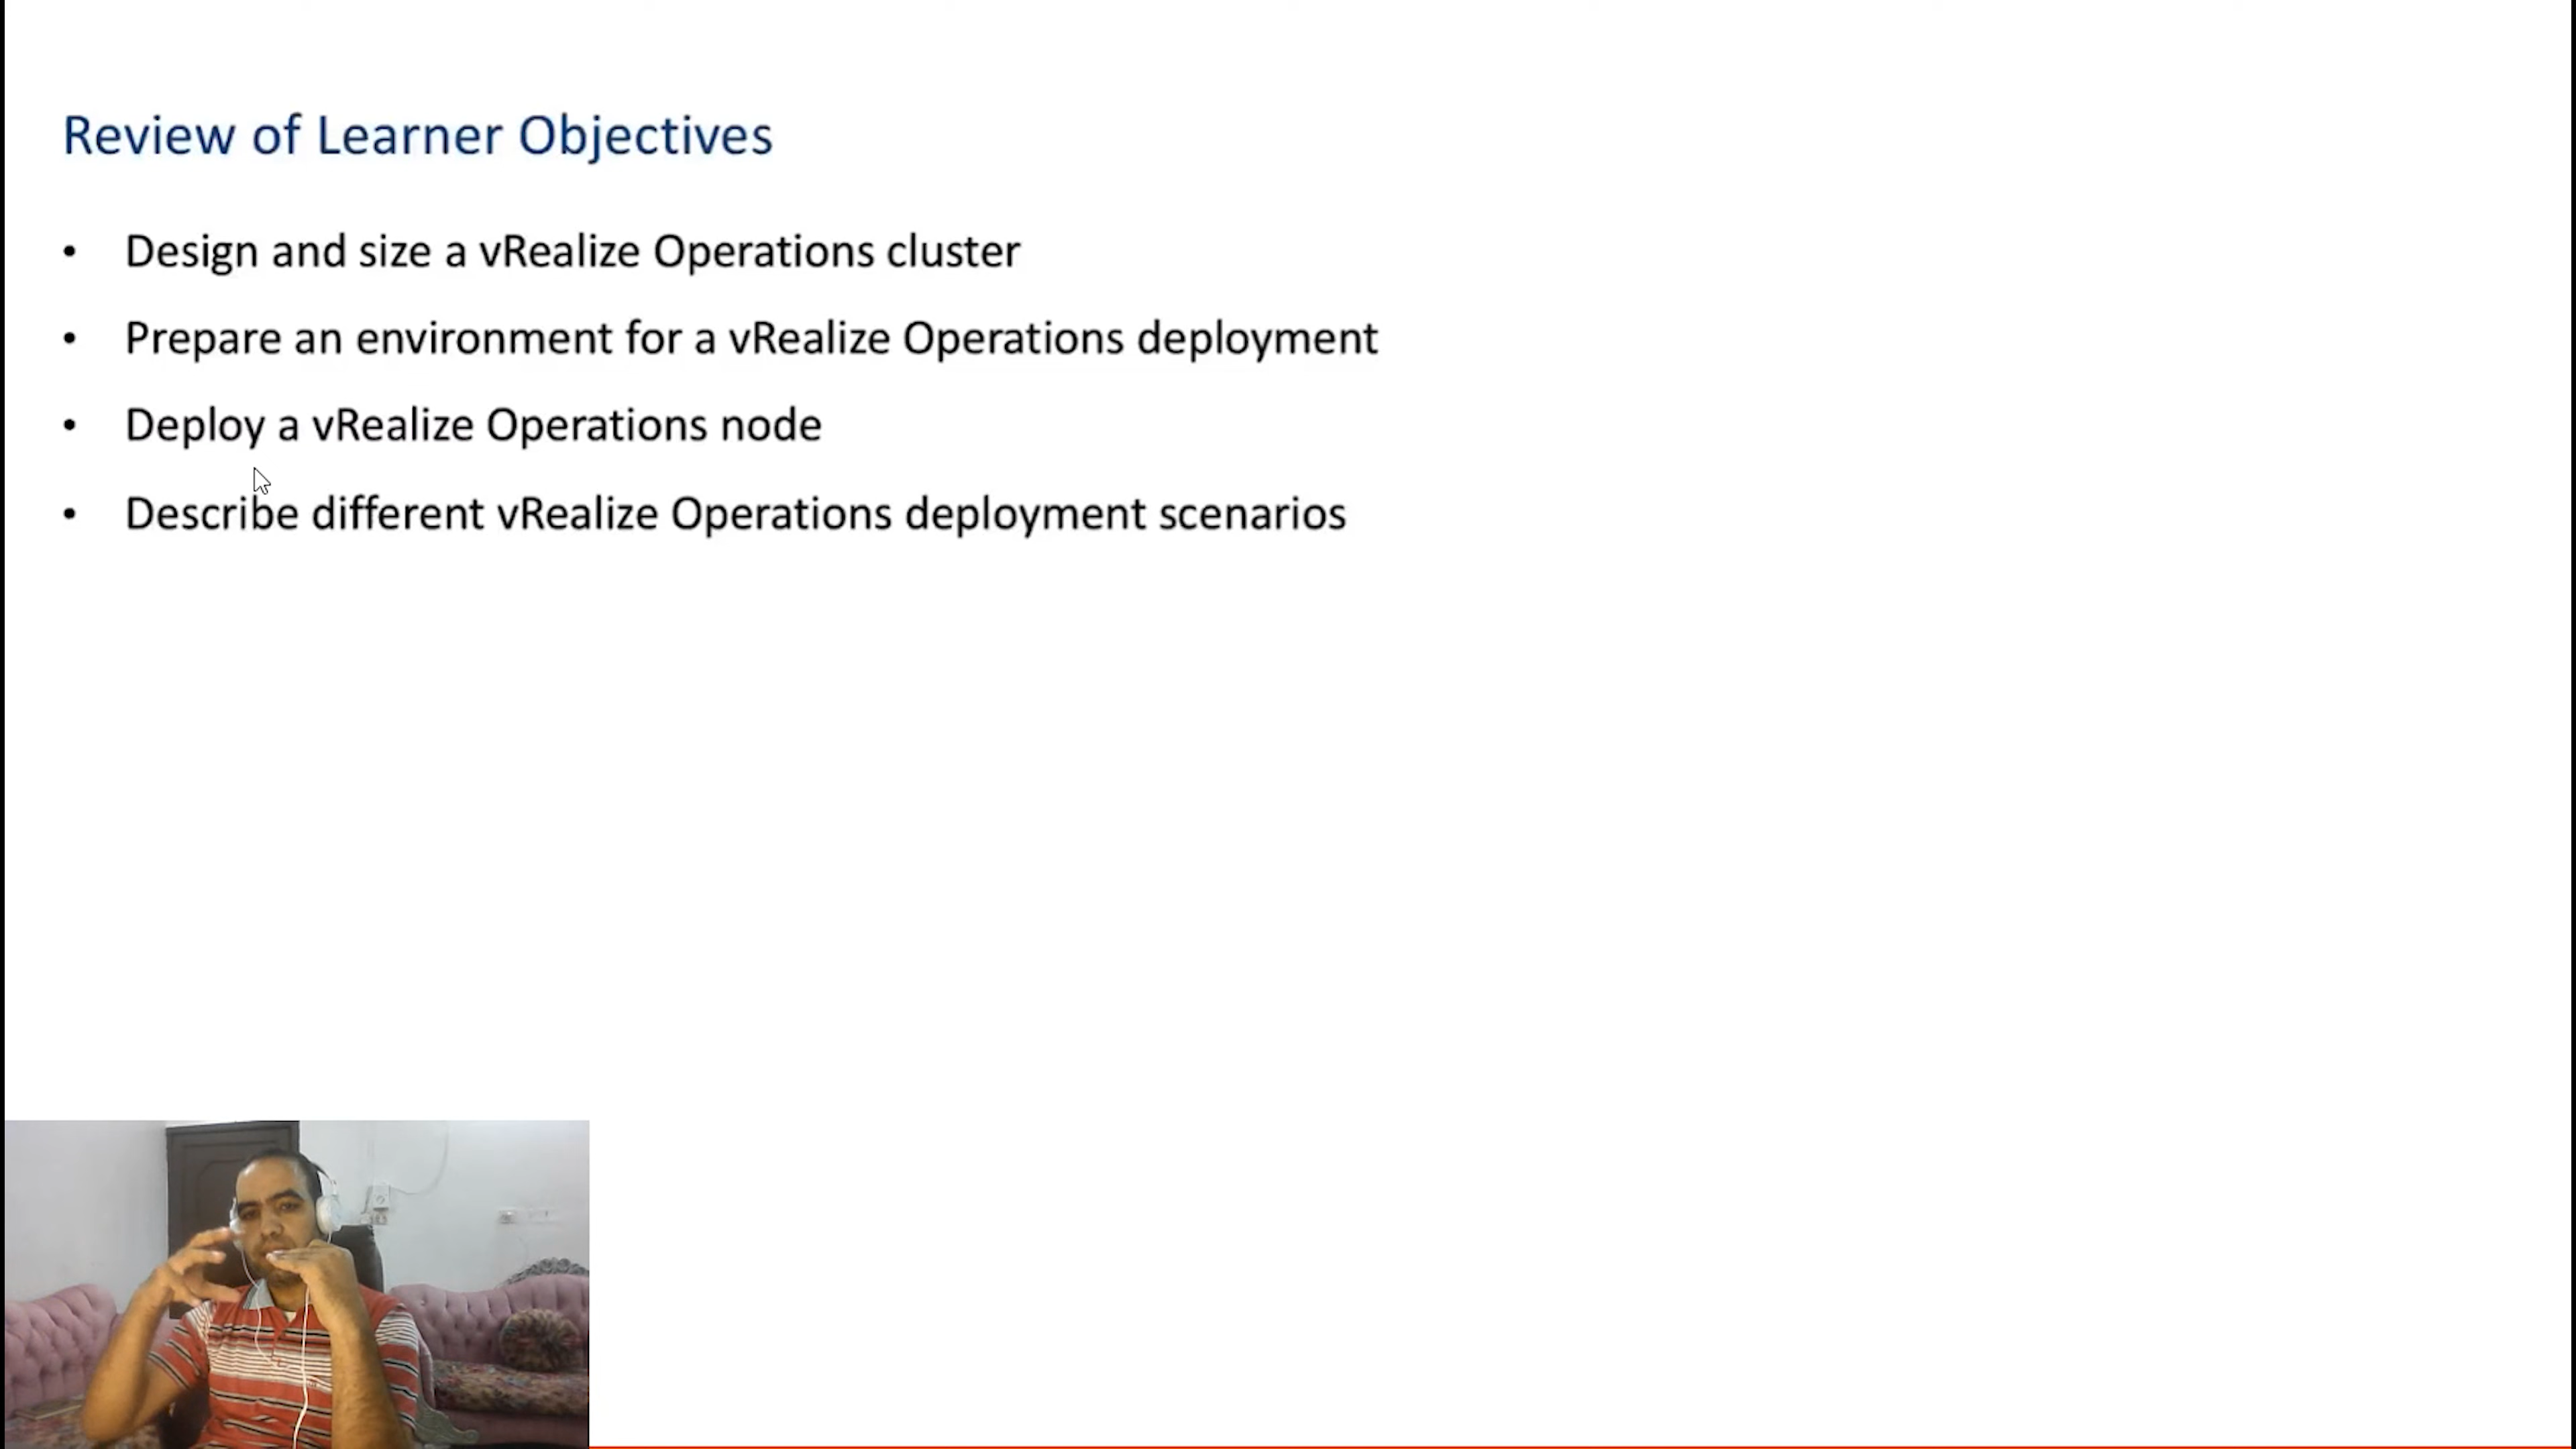 Review of Learner Objectives
• Design and size a vRealize Operations cluster
• Prepare an environment for a vRealize Operations deployment
• Deploy a vRealize Operations node
• Describe different vRealize Operations deployment scenarios